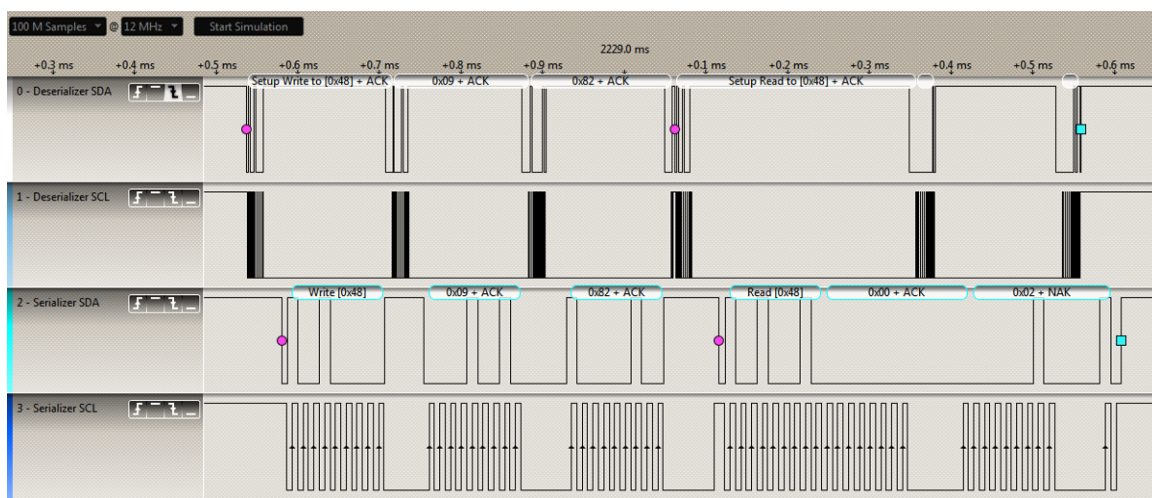 100 M Samples @ 12 MHz Start Simulation
2229.0 ms
+0.3 ms +0.4 ms +0.5 ms +0.6 ms +0.7 ms +0.8 ms +0.9 ms +0.1 ms +0.2 ms +0.3 ms +0.4 ms +0.5 ms +0.6 ms
0 - Deserializer SDA
Setup Write to [0x48] + ACK 0x09 + ACK 0x82 + ACK Setup Read to [0x48] + ACK
1 - Deserializer SCL
2 - Serializer SDA
Write [0x48] 0x09 + ACK 0x82 + ACK Read [0x48] 0x00 + ACK 0x02 + NAK
3 - Serializer SCL